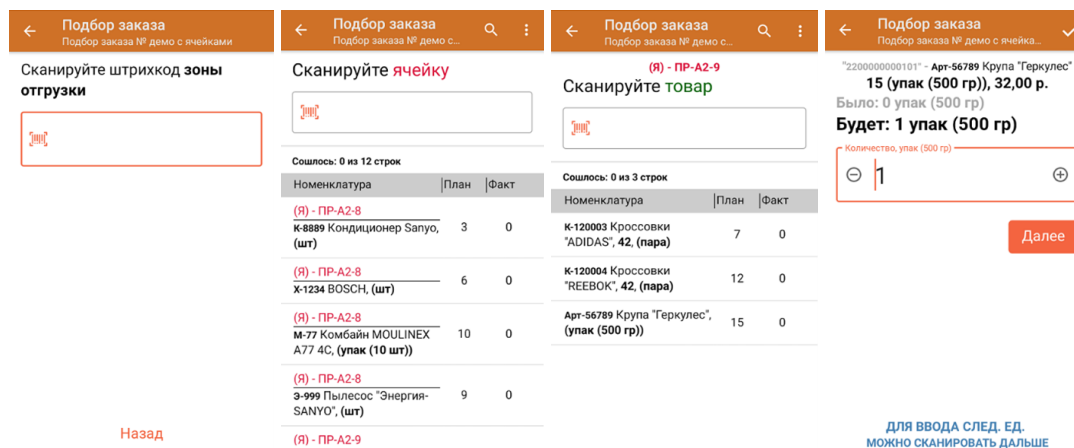 Подбор заказа
Подбор заказа № демо с ячейками
Сканируйте штрихкод зоны
отгрузки
Назад
Подбор заказа
Подбор заказа № демо с...
Сканируйте ячейку
Сошлось: 0 из 12 строк
Номенклатура План Факт
(Я) - ПР-А2-8
К-8889 Кондиционер Sanyo, 3 0
(шт)
(Я) - ПР-А2-8
Х-1234 BOSCH, (шт) 6 0
(Я) - ПР-А2-8
М-77 Комбайн MOULINEX 10 0
A77 4C, (упак (10 шт))
(Я) - ПР-А2-8
Э-999 Пылесос "Энергия- 9 0
SANYO", (шт)
(Я) - ПР-А2-9
Подбор заказа
Подбор заказа № демо с...
(Я) - ПР-А2-9
Сканируйте товар
Сошлось: 0 из 3 строк
Номенклатура План Факт
К-120003 Кроссовки 7 0
"ADIDAS", 42, (пара)
К-120004 Кроссовки 12 0
"REEBOK", 42, (пара)
Арт-56789 Крупа "Геркулес", 15 0
(упак (500 гр))
Подбор заказа
Подбор заказа № демо с ячейка...
"2200000000101" - Арт-56789 Крупа "Геркулес"
15 (упак (500 гр)), 32,00 р.
Было: 0 упак (500 гр)
Будет: 1 упак (500 гр)
Количество, упак (500 гр)
1
Далее
ДЛЯ ВВОДА СЛЕД. ЕД.
МОЖНО СКАНИРОВАТЬ ДАЛЬШЕ